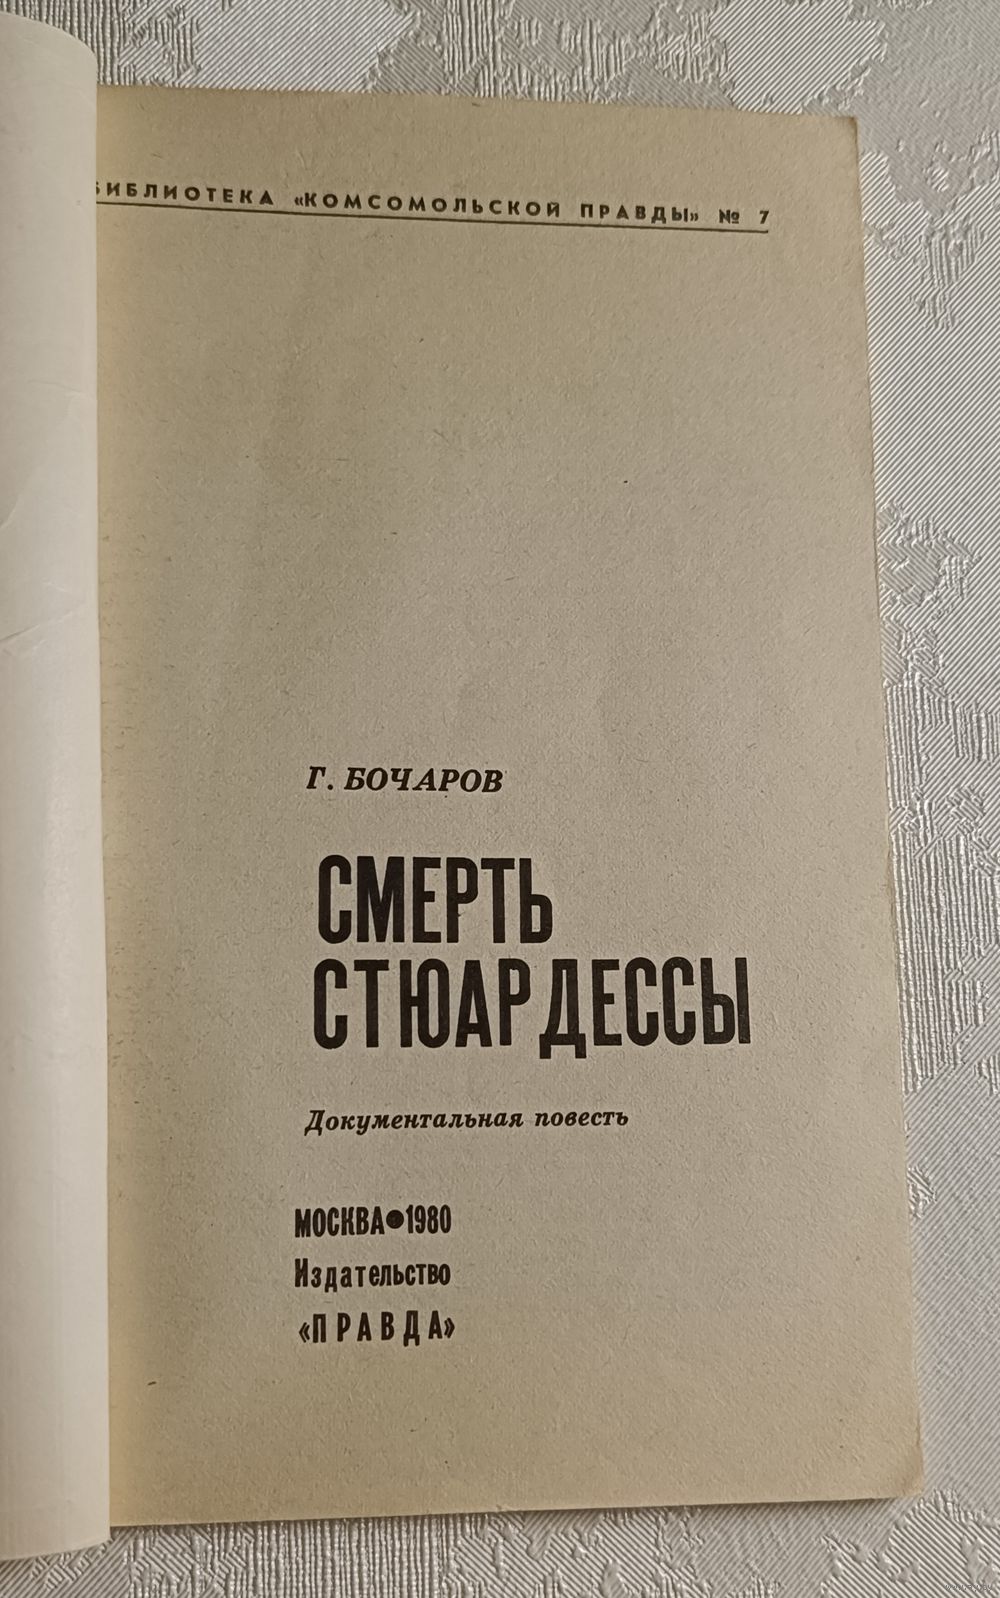 БИБЛИОТЕКА «КОМСОМОЛЬСКОЙ ПРАВДЫ» № 7
Г. БОЧАРОВ
СМЕРТЬ
СТЮАРДЕССЫ
Документальная повесть
МОСКВА●1980
Издательство
«ПРАВДА»